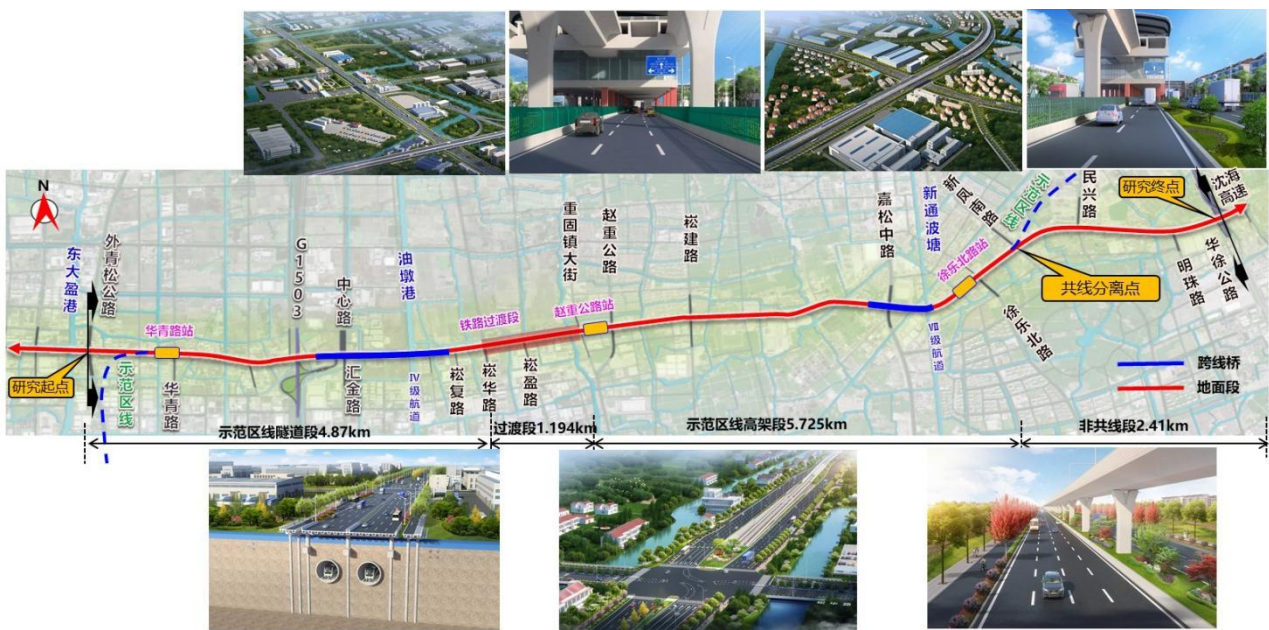 N
东大盈港
外青松公路
华青路站
研究起点
示范区线
华青路
G1503
中心路
汇金路
油墩港
Ⅳ级航道
崧复路
铁路过渡段
崧华路
崧盈路
重固镇大街
赵重公路
赵重公路站
崧建路
嘉松中路
新通波塘
Ⅶ级航道
新凤南路
徐乐北路站
徐乐北路
示范区线
共线分离点
民兴路
研究终点
沈海高速
明珠路
华徐公路
跨线桥
地面段
示范区线隧道段4.87km
过渡段1.194km
示范区线高架段5.725km
非共线段2.41km